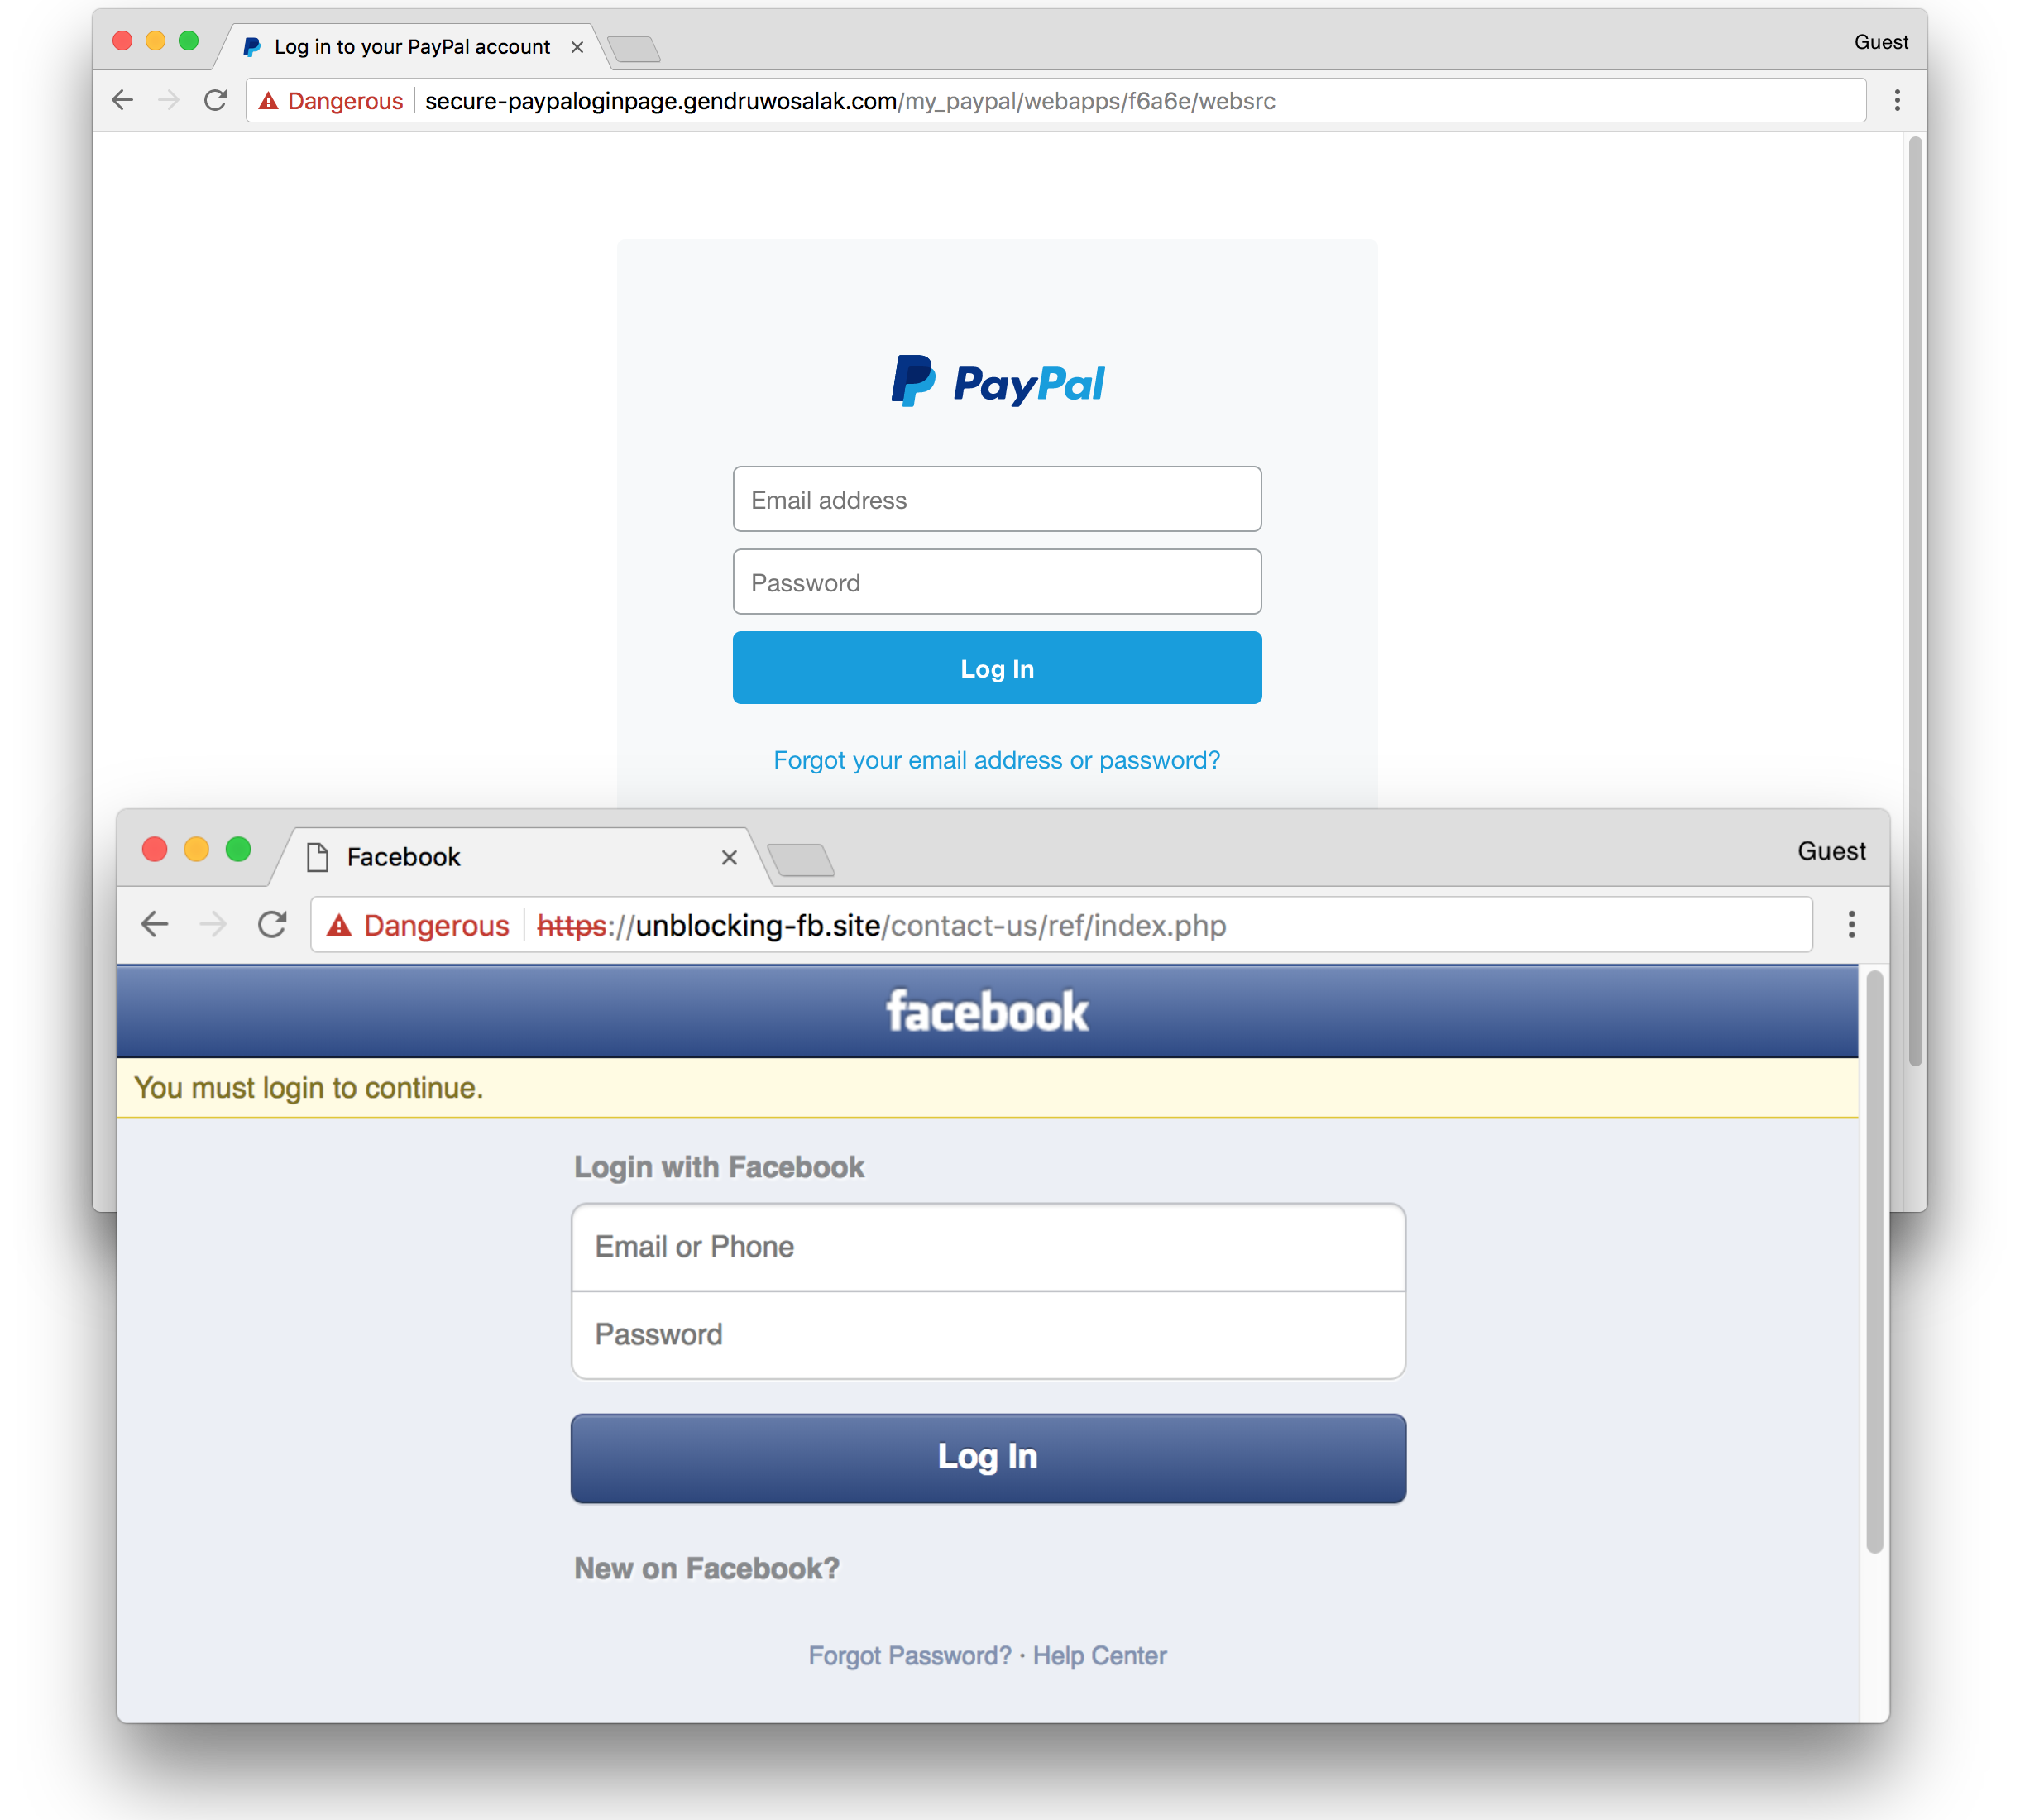 Log in to your PayPal account
Guest
Dangerous secure-paypaloginpage.gendruwosalak.com/my_paypal/webapps/f6a6e/websrc
PayPal
Email address
Password
Log In
Forgot your email address or password?
Facebook
Guest
Dangerous https://unblocking-fb.site/contact-us/ref/index.php
facebook
You must login to continue.
Login with Facebook
Email or Phone
Password
Log In
New on Facebook?
Forgot Password? · Help Center